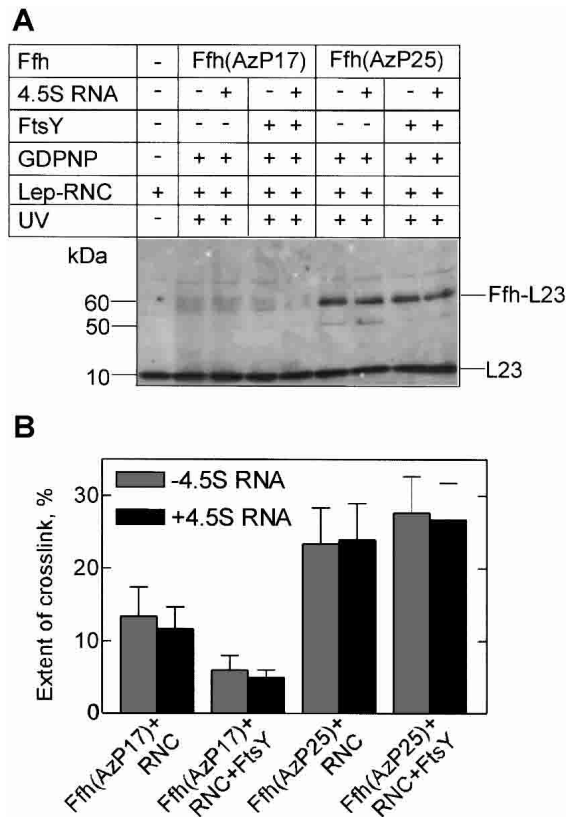 A
Ffh - Ffh(AzP17) Ffh(AzP25)
4.5S RNA - - + - + - + - +
FtsY - - - + + - - + +
GDPNP - + + + + + + + +
Lep-RNC + + + + + + + + +
UV - + + + + + + + +
kDa
60
50
10
Ffh-L23
L23
B
-4.5S RNA
+4.5S RNA
Extent of crosslink, %
30
20
10
0
Ffh(AzP17)+
RNC
Ffh(AzP17)+
RNC+FtsY
Ffh(AzP25)+
RNC
Ffh(AzP25)+
RNC+FtsY